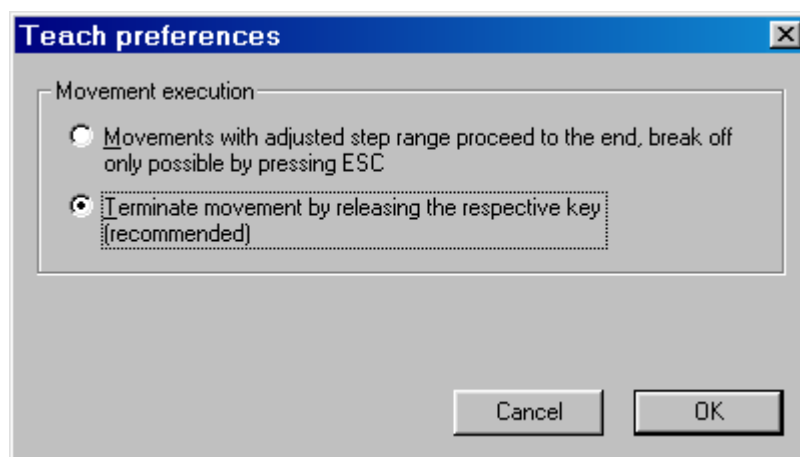 Teach preferences
Movement execution
Movements with adjusted step range proceed to the end, break off
only possible by pressing ESC
Terminate movement by releasing the respective key
(recommended)
Cancel
OK